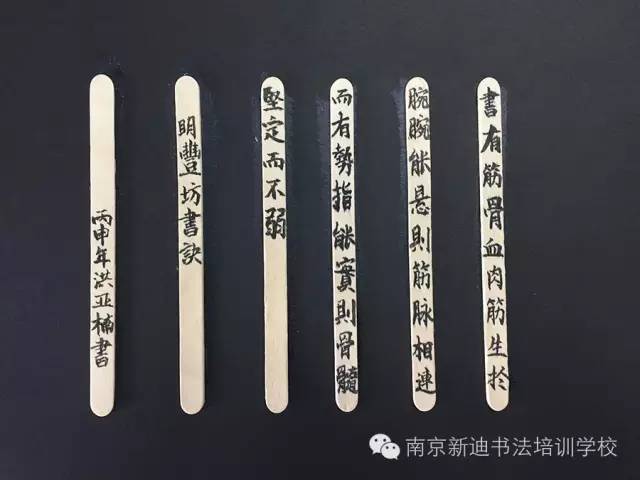 書有筋骨血肉筋生於
腕腕能悬則筋脉相連
而有勢指能實則骨髓
堅定而不弱
明豐坊書訣
丙申年洪亚楠書
南京新迪书法培训学校